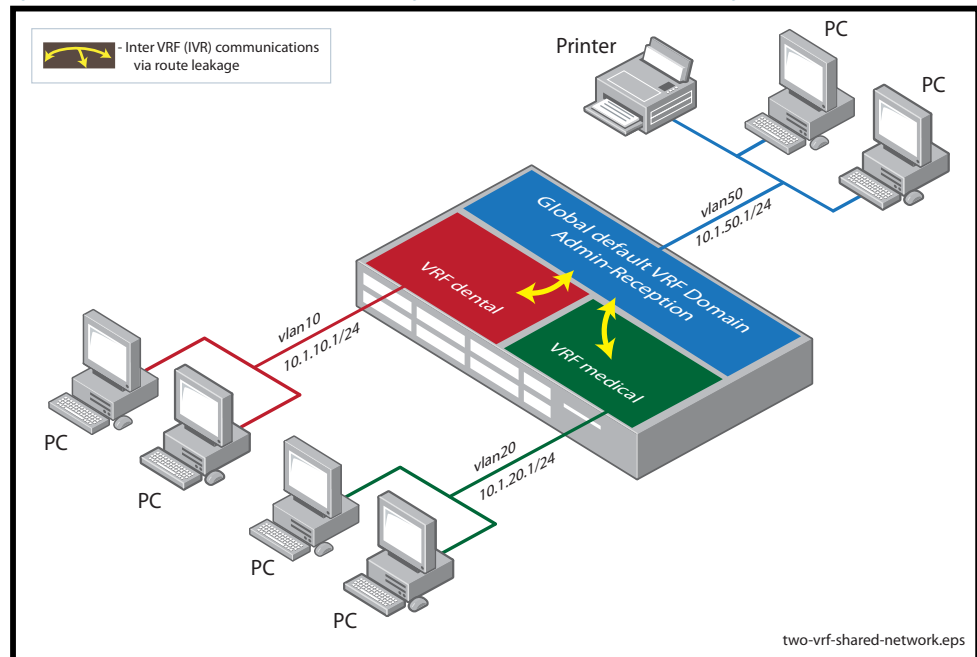 - Inter VRF (IVR) communications
via route leakage
Printer
PC
PC
vlan50
10.1.50.1/24
Global default VRF Domain
Admin-Reception
VRF dental
VRF medical
vlan10
10.1.10.1/24
PC
PC
vlan20
10.1.20.1/24
PC
PC
two-vrf-shared-network.eps